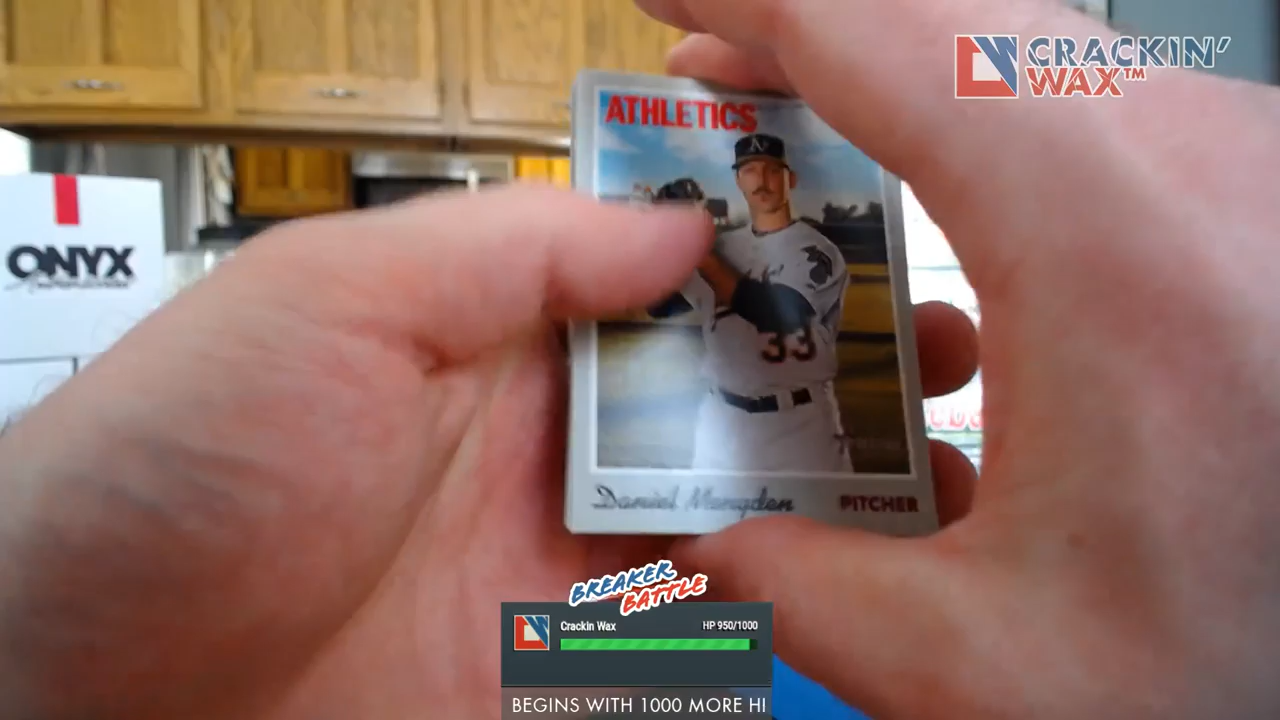 CRACKIN'
WAX™
ATHLETICS
ONYX
33
Daniel Mengden
PITCHER
BREAKER
BATTLE
Crackin Wax
HP 950/1000
BEGINS WITH 1000 MORE HI